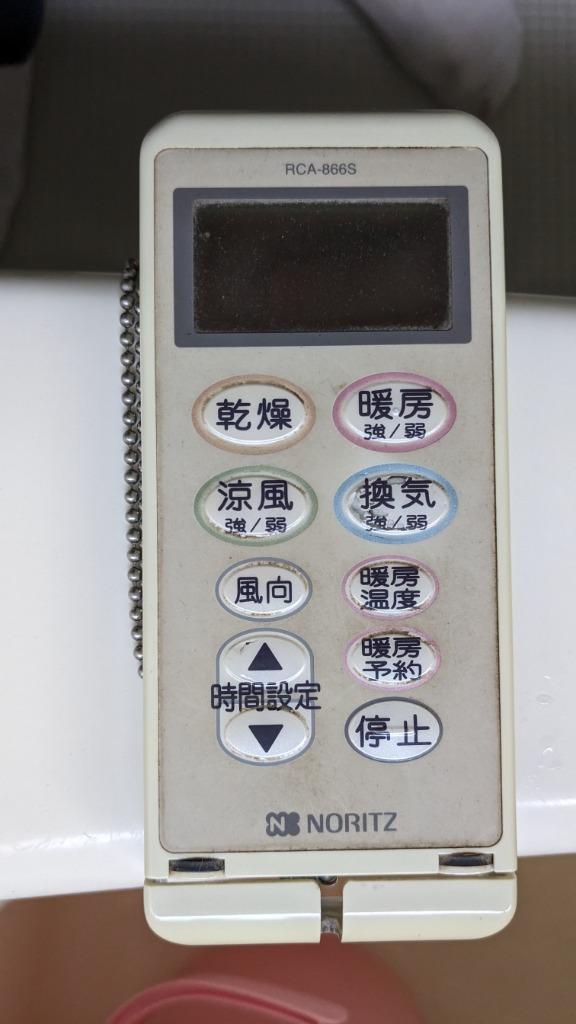 RCA-866S
乾燥
暖房
強/弱
涼風
強/弱
換気
強/弱
風向
暖房
温度
▲
時間設定
▼
暖房
予約
停止
NORITZ